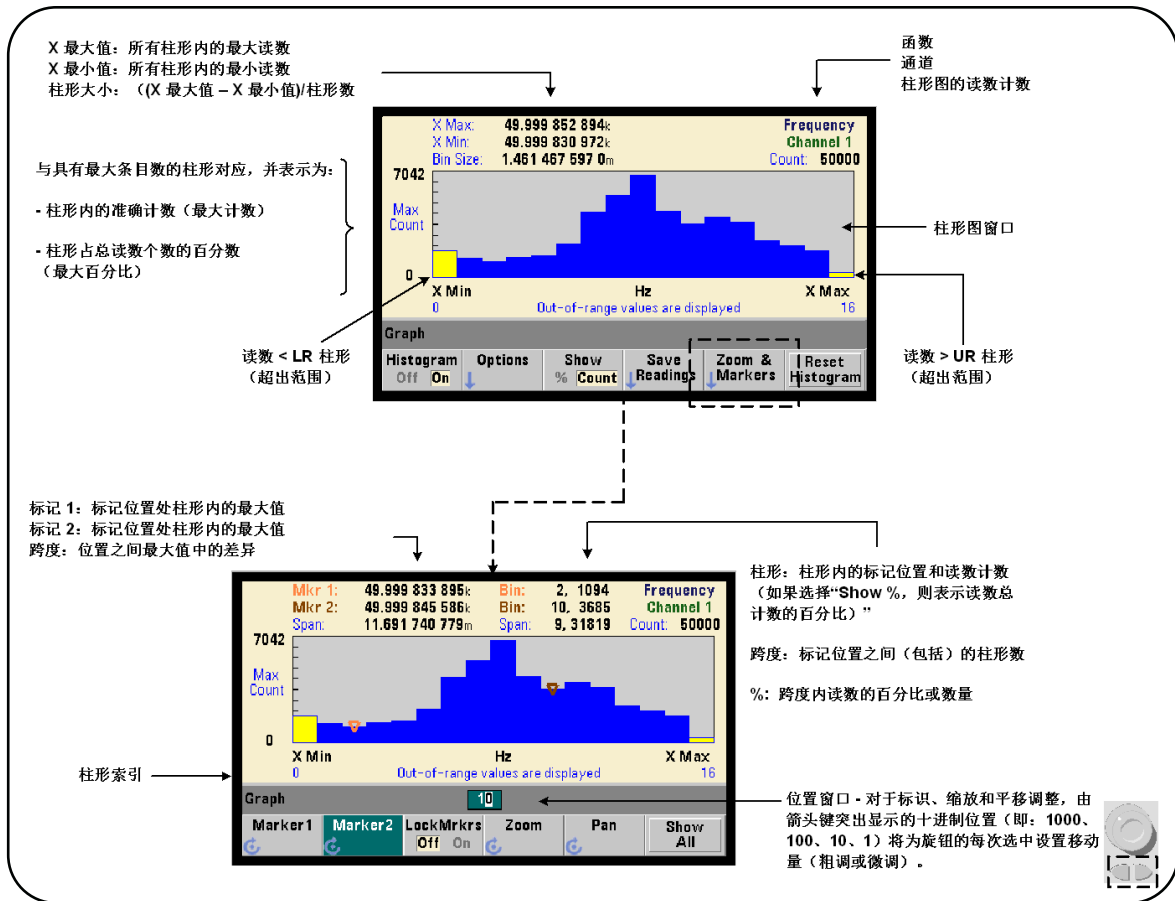 X 最大值：所有柱形内的最大读数
X 最小值：所有柱形内的最小读数
柱形大小：（(X 最大值 – X 最小值)/柱形数
函数
通道
柱形图的读数计数
X Max: 49.999 852 894k
X Min: 49.999 830 972k
Bin Size: 1.461 467 597 0m
Frequency
Channel 1
Count: 50000
与具有最大条目数的柱形对应，并表示为：
- 柱形内的准确计数（最大计数）
- 柱形占总读数个数的百分数
（最大百分比）
7042
Max
Count
0
X Min Hz X Max
0 Out-of-range values are displayed 16
柱形图窗口
Graph
Histogram
Off On
Options
Show
% Count
Save
Readings
Zoom &
Markers
Reset
Histogram
读数 < LR 柱形
（超出范围）
读数 > UR 柱形
（超出范围）
标记 1：标记位置处柱形内的最大值
标记 2：标记位置处柱形内的最大值
跨度：位置之间最大值中的差异
Mkr 1: 49.999 833 895k Bin: 2, 1094 Frequency
Mkr 2: 49.999 845 586k Bin: 10, 3685 Channel 1
Span: 11.691 740 779m Span: 9, 31819 Count: 50000
7042
Max
Count
0
X Min Hz X Max
0 Out-of-range values are displayed 16
柱形：柱形内的标记位置和读数计数
（如果选择“Show %，则表示读数总
计数的百分比）”
跨度：标记位置之间（包括）的柱形数
%: 跨度内读数的百分比或数量
柱形索引
Graph 10
Marker1
Marker2
LockMrkrs
Off On
Zoom
Pan
Show
All
位置窗口 - 对于标识、缩放和平移调整，由
箭头键突出显示的十进制位置（即：1000、
100、10、1）将为旋钮的每次选中设置移动
量（粗调或微调）。